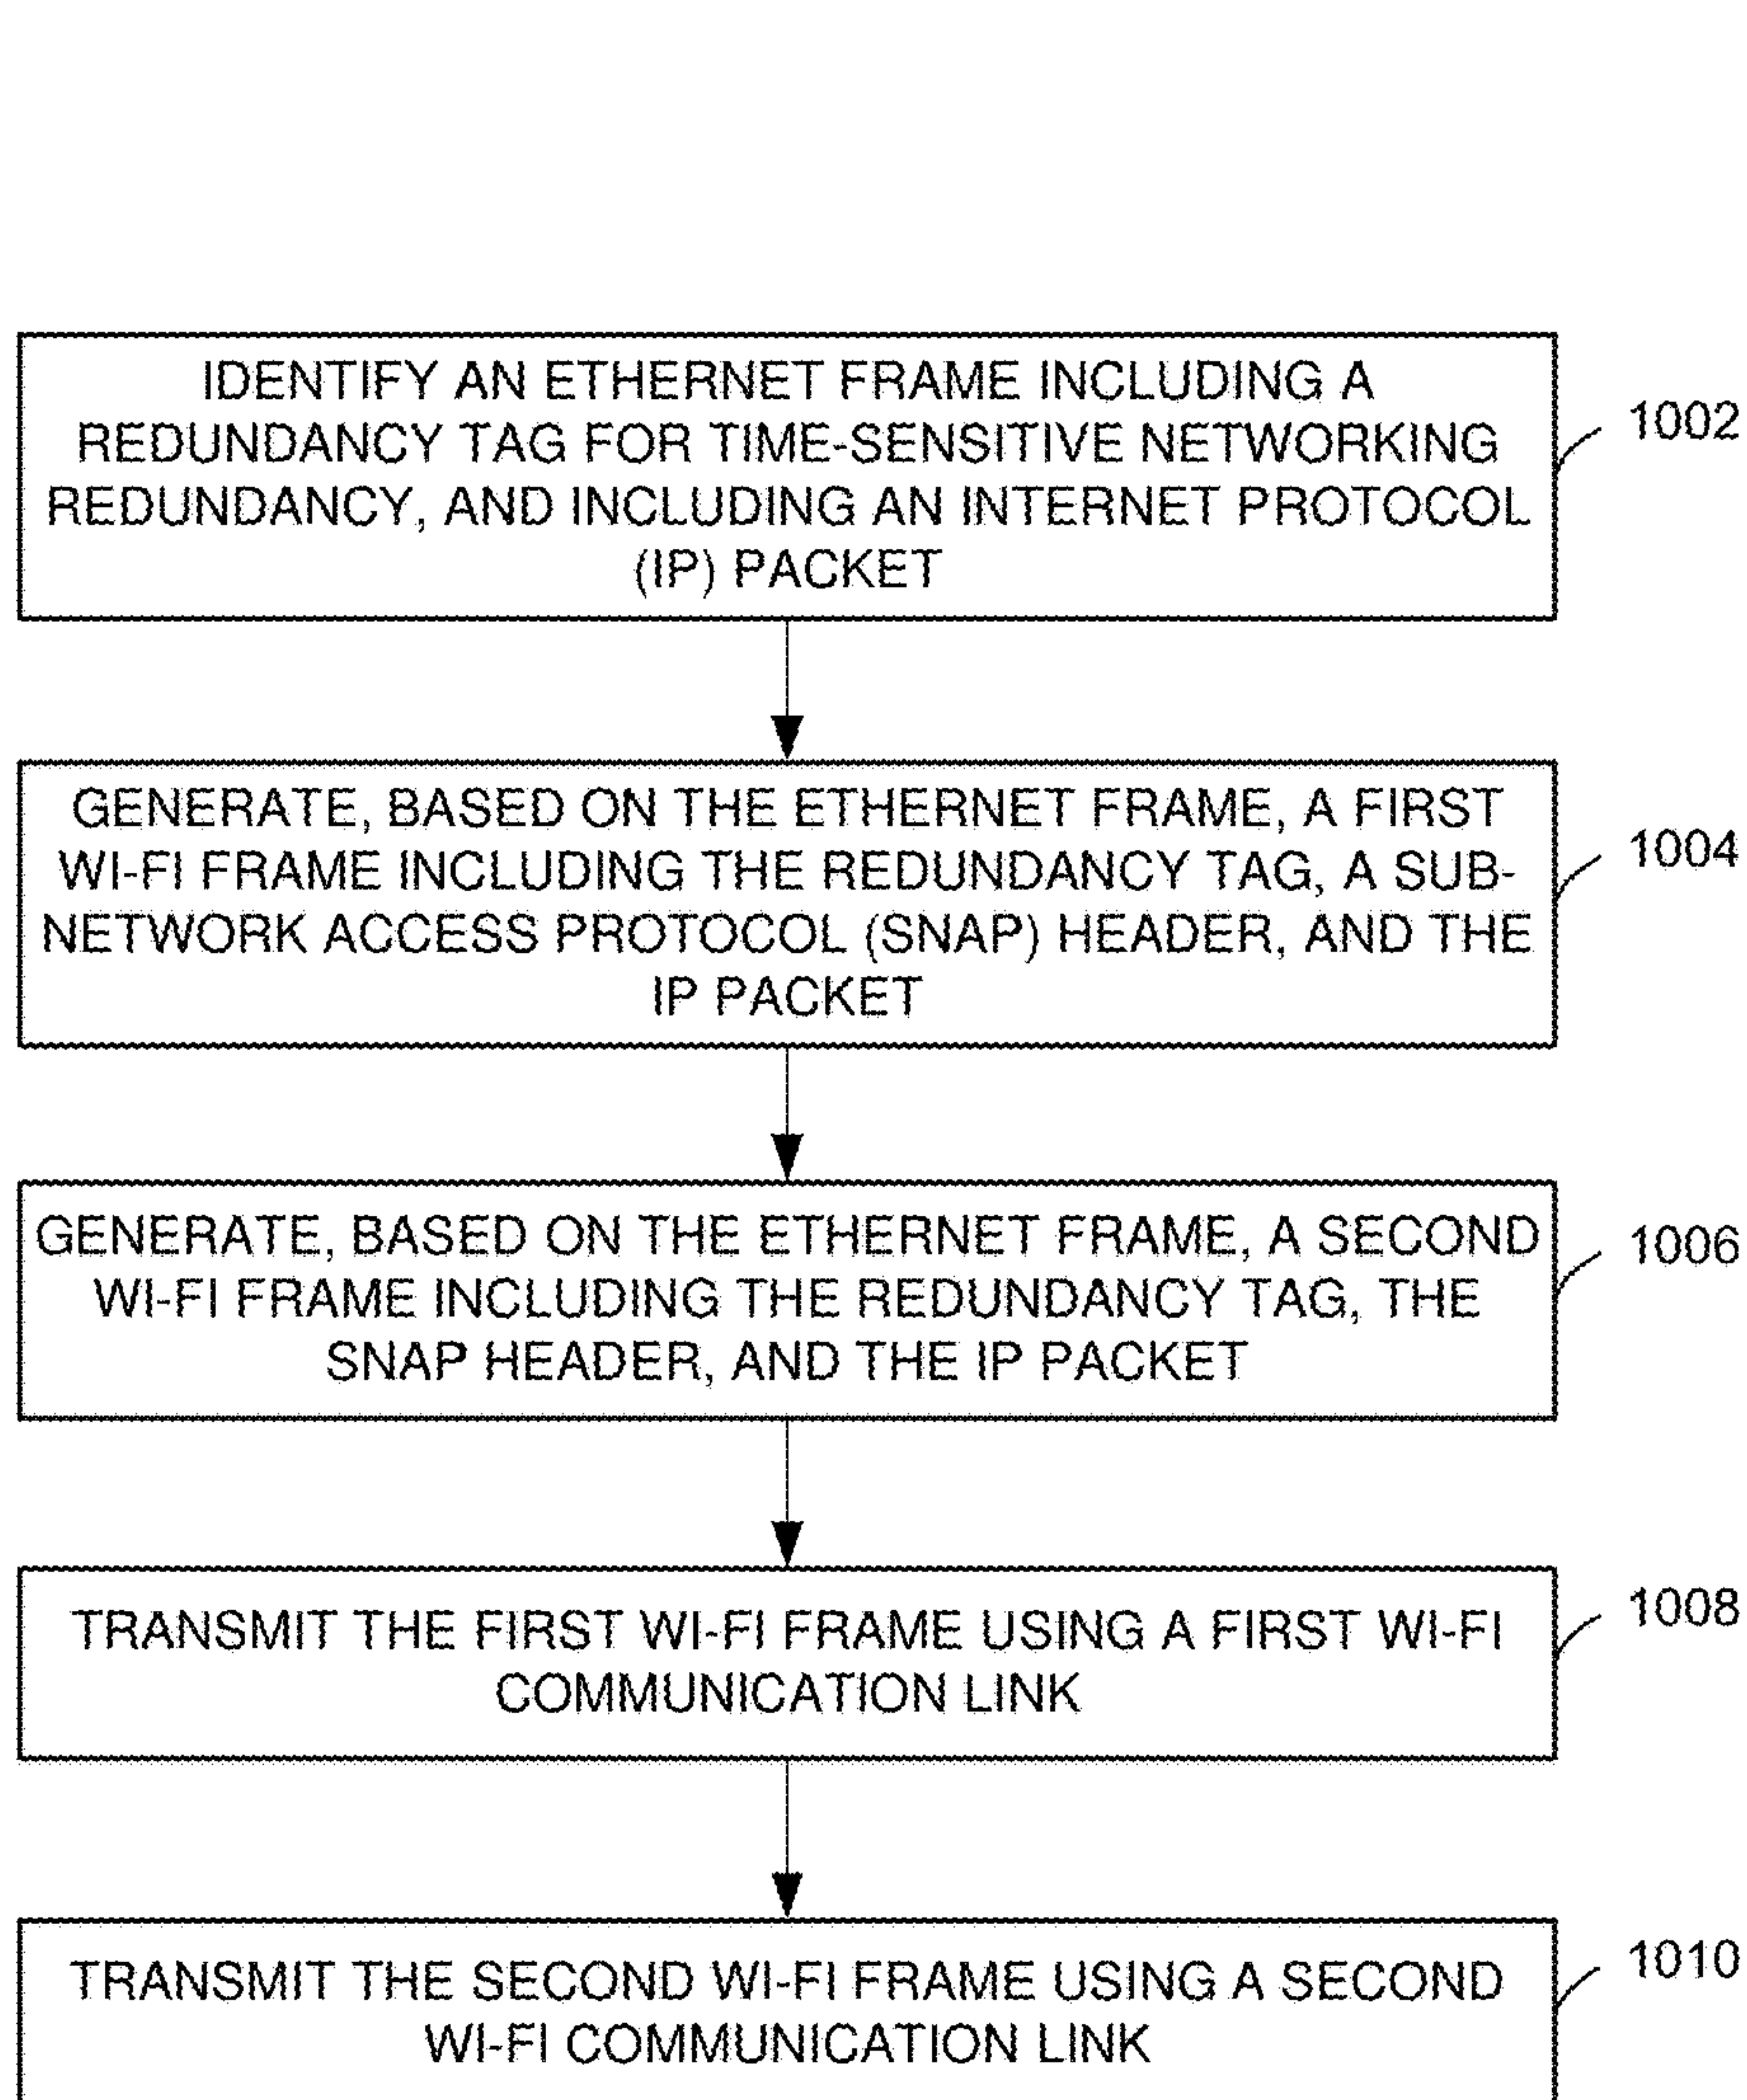 IDENTIFY AN ETHERNET FRAME INCLUDING A
REDUNDANCY TAG FOR TIME-SENSITIVE NETWORKING
REDUNDANCY, AND INCLUDING AN INTERNET PROTOCOL
(IP) PACKET
1002
GENERATE, BASED ON THE ETHERNET FRAME, A FIRST
WI-FI FRAME INCLUDING THE REDUNDANCY TAG, A SUB-
NETWORK ACCESS PROTOCOL (SNAP) HEADER, AND THE
IP PACKET
1004
GENERATE, BASED ON THE ETHERNET FRAME, A SECOND
WI-FI FRAME INCLUDING THE REDUNDANCY TAG, THE
SNAP HEADER, AND THE IP PACKET
1006
TRANSMIT THE FIRST WI-FI FRAME USING A FIRST WI-FI
COMMUNICATION LINK
1008
TRANSMIT THE SECOND WI-FI FRAME USING A SECOND
WI-FI COMMUNICATION LINK
1010